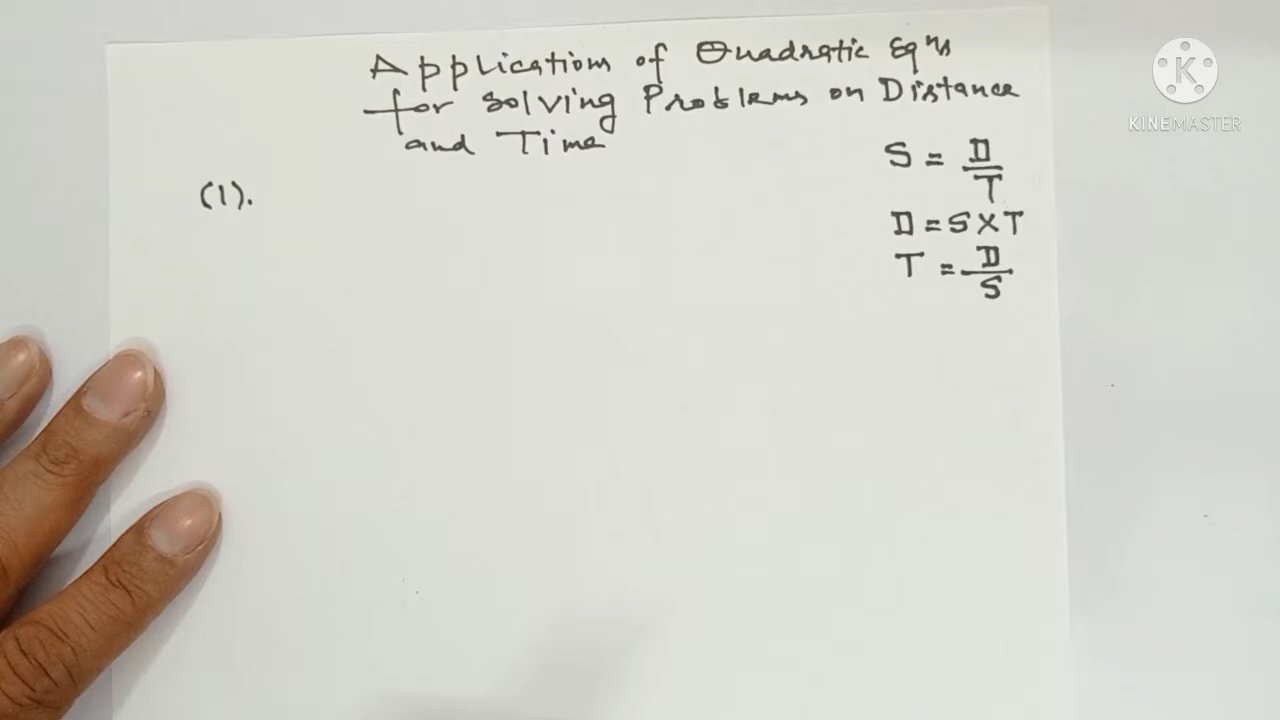 Application of Quadratic Eqns
for solving Problems on Distance
and Time
S = D/T
(1).
D = S X T
T = D/S
K
KINEMASTER